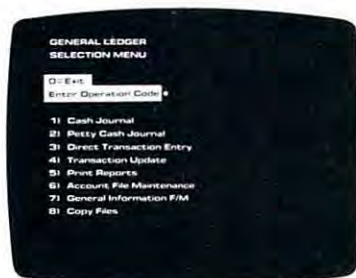 GENERAL LEDGER
SELECTION MENU
0= Exit
Enter Operation Code
1) Cash Journal
2) Petty Cash Journal
3) Direct Transaction Entry
4) Transaction Update
5) Print Reports
6) Account File Maintenance
7) General Information F/M
8) Copy Files